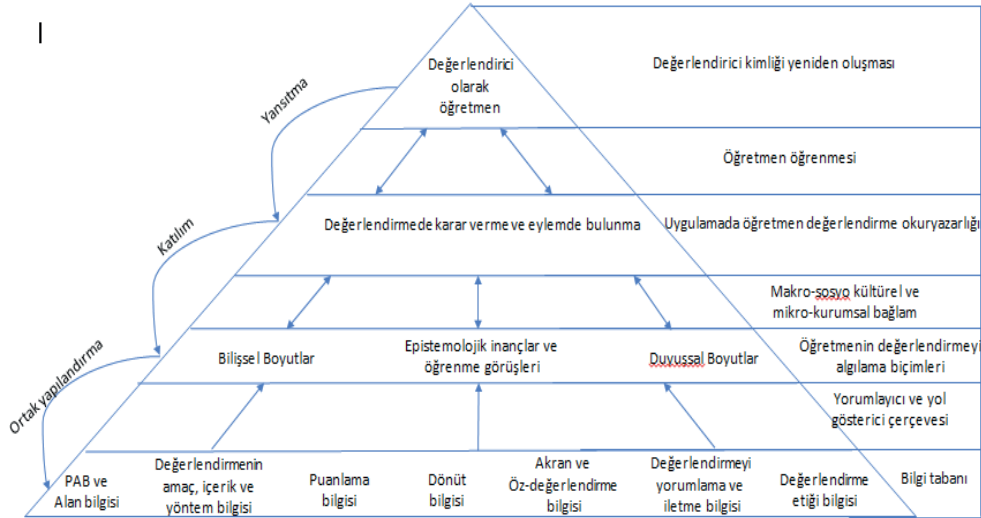 Değerlendirici
olarak
öğretmen
Değerlendirici kimliği yeniden oluşması
Yansıtma
Öğretmen öğrenmesi
Katılım
Değerlendirmede karar verme ve eylemde bulunma
Uygulamada öğretmen değerlendirme okuryazarlığı
Makro-sosyo kültürel ve
mikro-kurumsal bağlam
Ortak yapılandırma
Bilişsel Boyutlar
Epistemolojik inançlar ve
öğrenme görüşleri
Duyuşsal Boyutlar
Öğretmenin değerlendirmeyi
algılama biçimleri
Yorumlayıcı ve yol
gösterici çerçevesi
PAB ve
Alan bilgisi
Değerlendirmenin
amaç, içerik ve
yöntem bilgisi
Puanlama
bilgisi
Dönüt
bilgisi
Akran ve
Öz-değerlendirme
bilgisi
Değerlendirmeyi
yorumlama ve
iletme bilgisi
Değerlendirme
etiği bilgisi
Bilgi tabanı